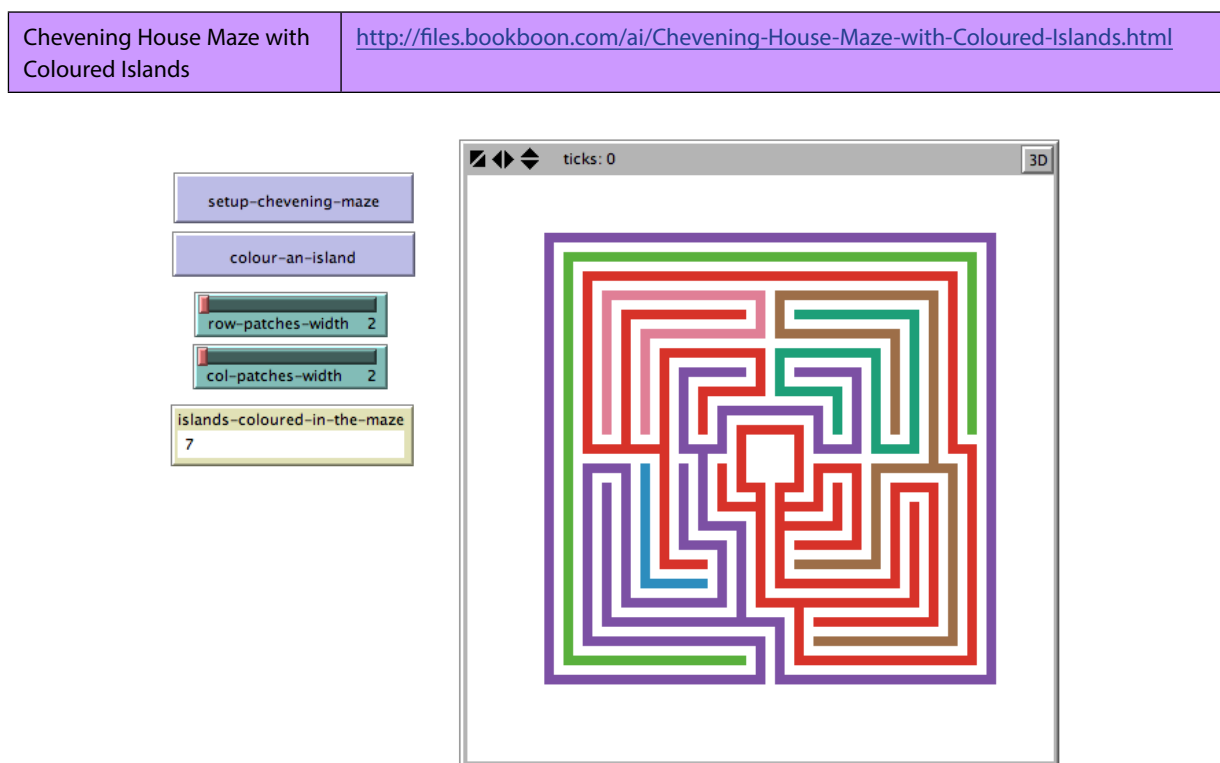 Chevening House Maze with
Coloured Islands
http://files.bookboon.com/ai/Chevening-House-Maze-with-Coloured-Islands.html
ticks: 0
3D
setup-chevening-maze
colour-an-island
row-patches-width 2
col-patches-width 2
islands-coloured-in-the-maze
7